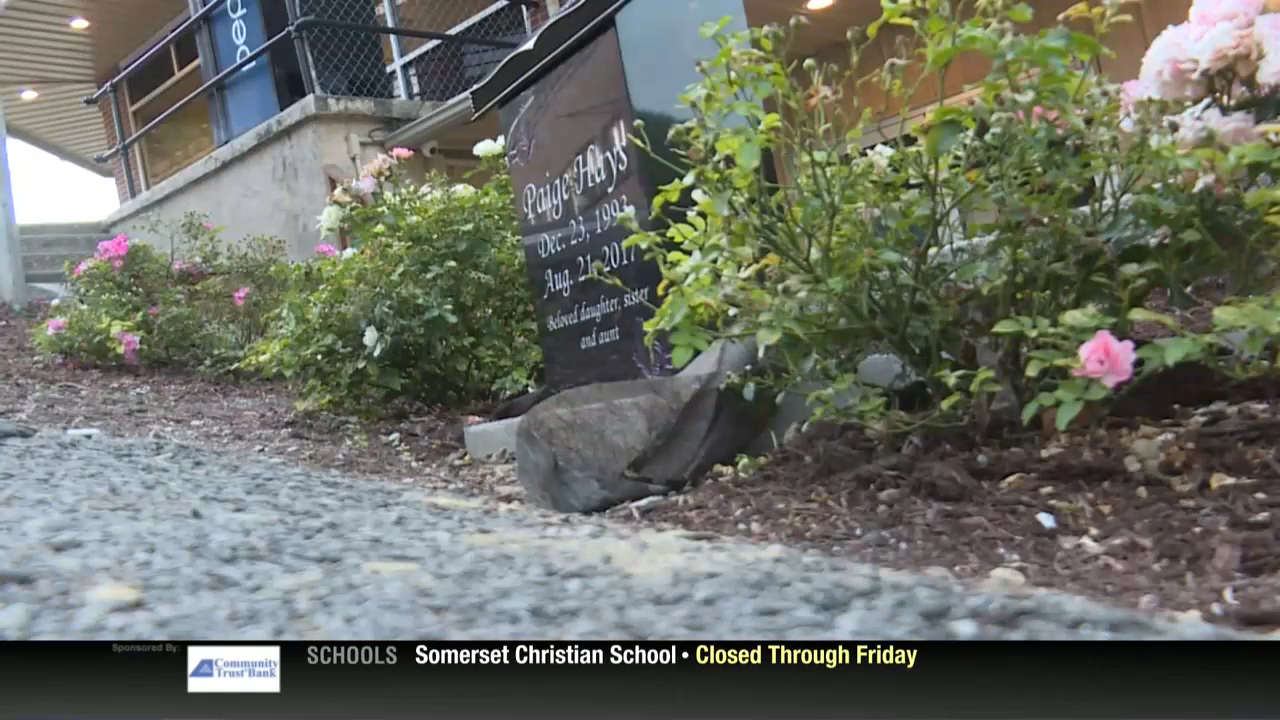 pep
Paige Hays
Dec. 23, 1993
Aug. 21, 2017
Beloved daughter, sister
and aunt
Sponsored By:
Community
Trust Bank
SCHOOLS Somerset Christian School • Closed Through Friday